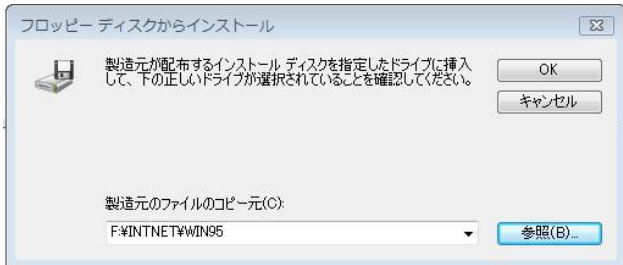 フロッピー ディスクからインストール
製造元が配布するインストール ディスクを指定したドライブに挿入
して、下の正しいドライブが選択されていることを確認してください。
OK
キャンセル
製造元のファイルのコピー元(C):
F:¥INTNET¥WIN95
参照(B)...